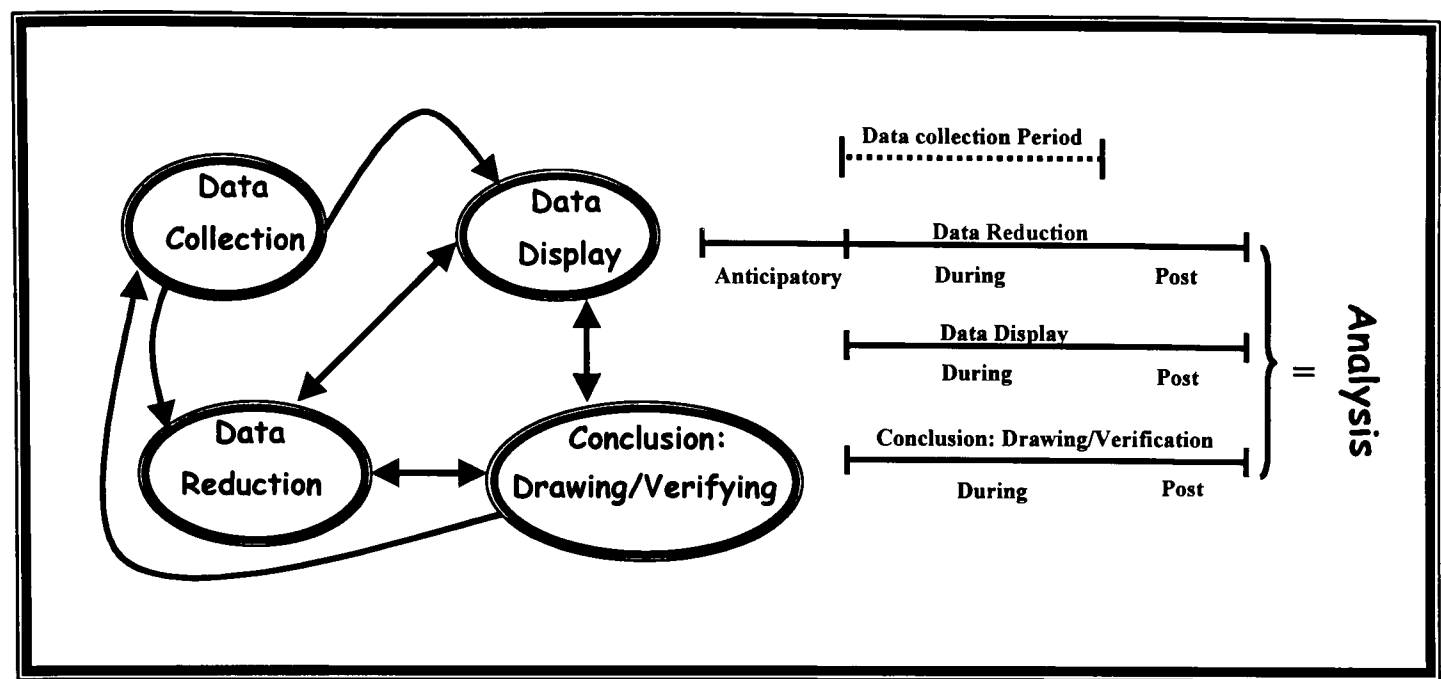 Data
Collection
Data
Display
Data
Reduction
Conclusion:
Drawing/Verifying
Data collection Period
Data Reduction
Anticipatory During Post
Data Display
During Post
Conclusion: Drawing/Verification
During Post
= Analysis